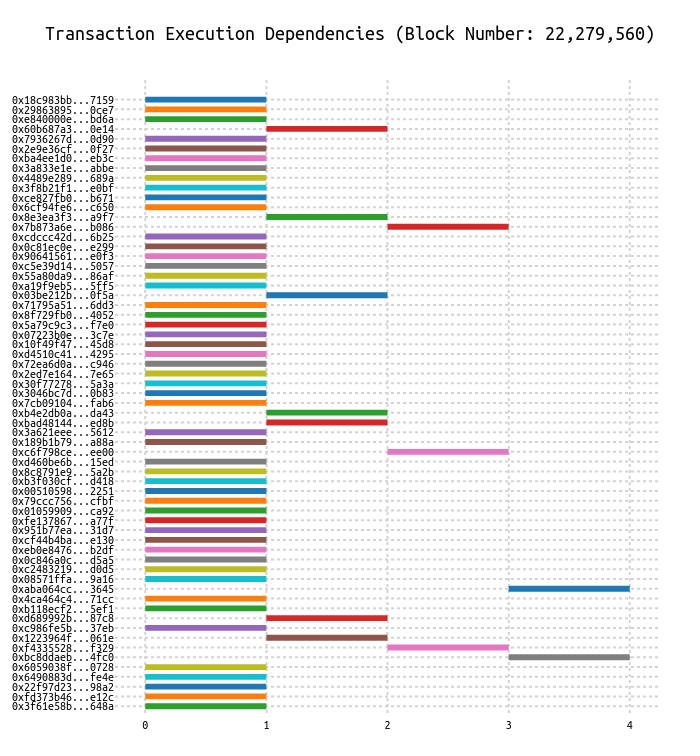 Transaction Execution Dependencies (Block Number: 22,279,560)
0x18c983bb...7159
0x29863895...0ce7
0xe840000e...bd6a
0x60b687a3...0e14
0x7936267d...0d90
0x2e9e36cf...0f27
0xba4ee1d0...eb3c
0x3a833e1e...abbe
0x4489e289...689a
0x3f8b21f1...e0bf
0xce827fb0...b671
0x6cf94fe6...c650
0x8e3ea3f3...a9f7
0x7b873a6e...b086
0xcdccc42d...6b25
0x0c81ec0e...e299
0x90641561...e0f3
0xc5e39d14...5057
0x55a80da9...86af
0xa19f9eb5...5ff5
0x03be212b...0f5a
0x71795a51...6dd3
0x8f729fb0...4052
0x5a79c9c3...f7e0
0x07223b0e...3c7e
0x10f49f47...45d8
0xd4510c41...4295
0x72ea6d0a...c946
0x2ed7e164...7e65
0x30f77278...5a3a
0x3046bc7d...0b83
0x7cb09104...fab6
0xb4e2db0a...da43
0xbad48144...ed8b
0x3a621eee...5612
0x189b1b79...a88a
0xc6f798ce...ee00
0xd460be6b...15ed
0x8c8791e9...5a2b
0xb3f030cf...d418
0x00510598...2251
0x79ccc756...cfbf
0x01059909...ca92
0xfe137867...a77f
0x951b77ea...31d7
0xcf44b4ba...e130
0xeb0e8476...b2df
0x0c846a0c...d5a5
0xc2483219...d0d5
0x08571ffa...9a16
0xaba064cc...3645
0x4ca464c4...71cc
0xb118ecf2...5ef1
0xd689992b...87c8
0xc986fe5b...37eb
0x1223964f...061e
0xf4335528...f329
0xbc8ddaeb...4fc0
0x6059038f...0728
0x6490883d...fe4e
0x22f97d23...98a2
0xfd373b46...e12c
0x3f61e58b...648a
0 1 2 3 4